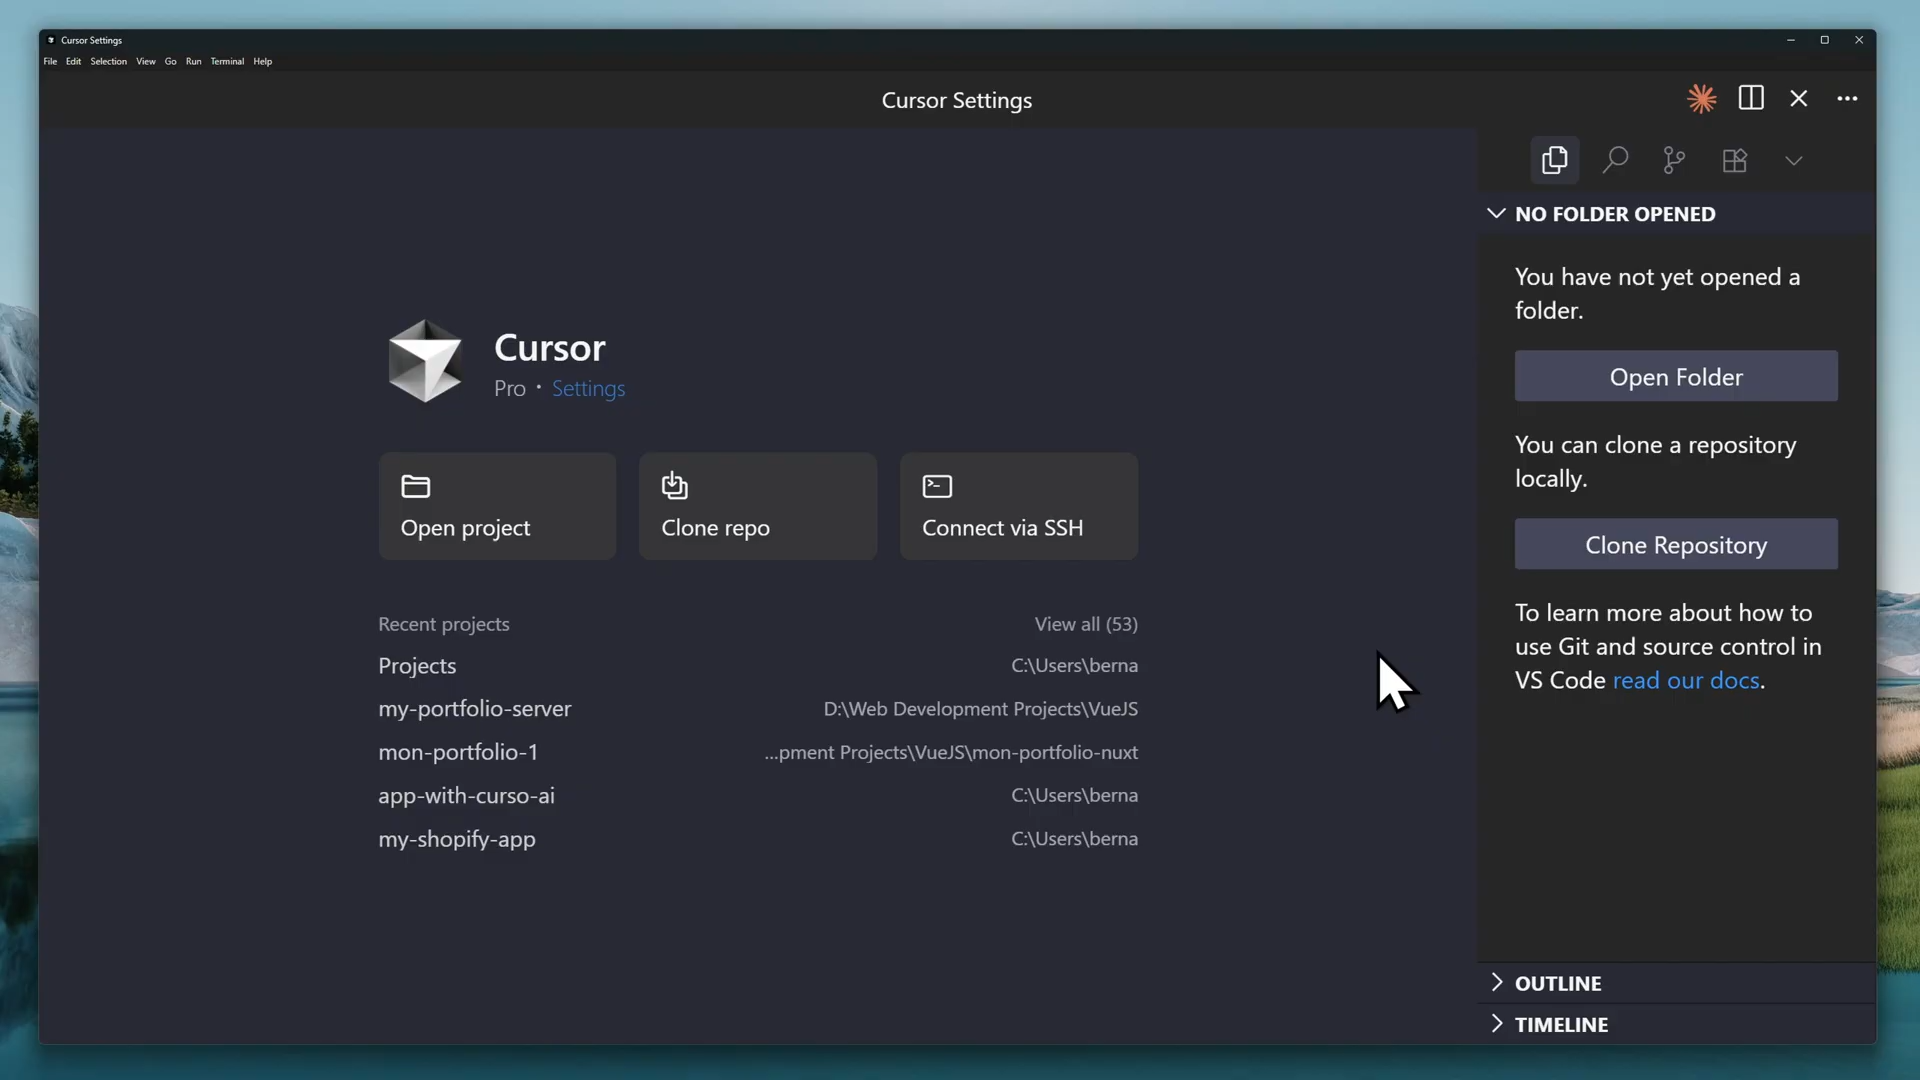 Cursor Settings
File Edit Selection View Go Run Terminal Help
Cursor Settings
Cursor
Pro • Settings
Open project
Clone repo
Connect via SSH
Recent projects
View all (53)
Projects
C:\Users\berna
my-portfolio-server
D:\Web Development Projects\VueJS
mon-portfolio-1
...pment Projects\VueJS\mon-portfolio-nuxt
app-with-curso-ai
C:\Users\berna
my-shopify-app
C:\Users\berna
NO FOLDER OPENED
You have not yet opened a
folder.
Open Folder
You can clone a repository
locally.
Clone Repository
To learn more about how to
use Git and source control in
VS Code read our docs.
OUTLINE
TIMELINE